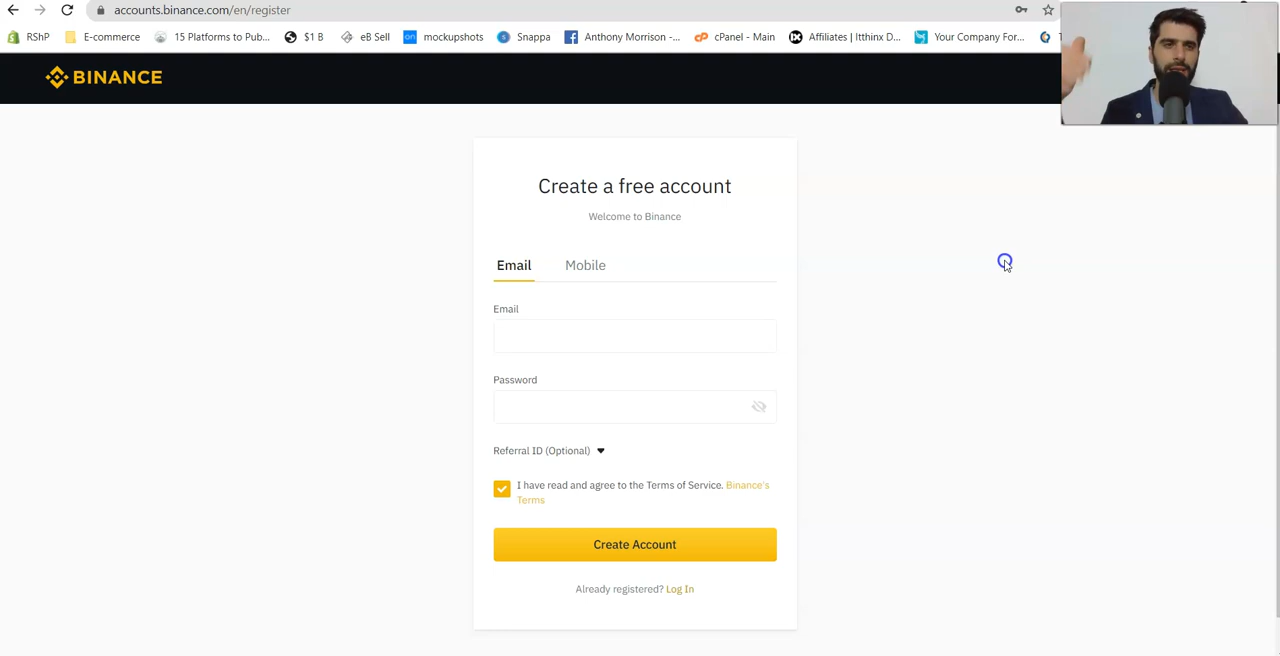 accounts.binance.com/en/register
RShP E-commerce 15 Platforms to Pub... $1 B eB Sell mockupshots Snappa Anthony Morrison -... cPanel - Main Affiliates | Itthinx D... Your Company For...
BINANCE
Create a free account
Welcome to Binance
Email Mobile
Email
Password
Referral ID (Optional)
I have read and agree to the Terms of Service. Binance's
Terms
Create Account
Already registered? Log In